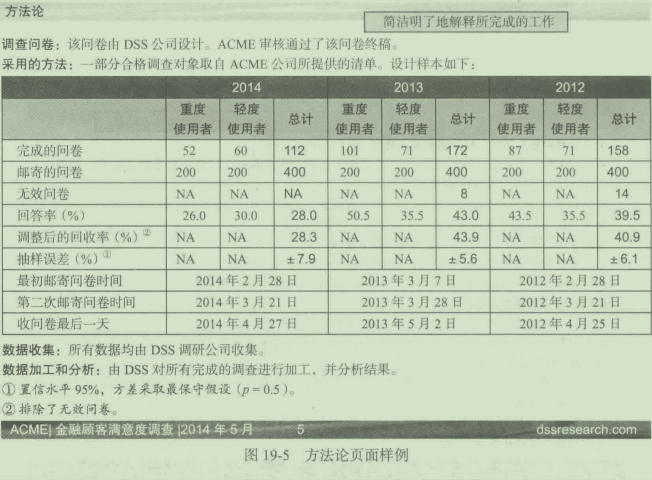 方法论
简洁明了地解释所完成的工作
调查问卷：该问卷由 DSS 公司设计。ACME 审核通过了该问卷终稿。
采用的方法：一部分合格调查对象取自 ACME 公司所提供的清单。设计样本如下：
2014 2013 2012
重度使用者 轻度使用者 总计 重度使用者 轻度使用者 总计 重度使用者 轻度使用者 总计
完成的问卷 52 60 112 101 71 172 87 71 158
邮寄的问卷 200 200 400 200 200 400 200 200 400
无效问卷 NA NA NA NA NA 8 NA NA 14
回答率（%） 26.0 30.0 28.0 50.5 35.5 43.0 43.5 35.5 39.5
调整后的回收率（%）② NA NA 28.3 NA NA 43.9 NA NA 40.9
抽样误差（%）① NA NA ±7.9 NA NA ±5.6 NA NA ±6.1
最初邮寄问卷时间 2014 年 2 月 28 日 2013 年 3 月 7 日 2012 年 2 月 28 日
第二次邮寄问卷时间 2014 年 3 月 21 日 2013 年 3 月 28 日 2012 年 3 月 21 日
收问卷最后一天 2014 年 4 月 27 日 2013 年 5 月 2 日 2012 年 4 月 25 日
数据收集：所有数据均由 DSS 调研公司收集。
数据加工和分析：由 DSS 对所有完成的调查进行加工，并分析结果。
① 置信水平 95%，方差采取最保守假设（p = 0.5）。
② 排除了无效问卷。
ACME| 金融顾客满意度调查 |2014 年 5 月 5 dssresearch.com
图 19-5 方法论页面样例